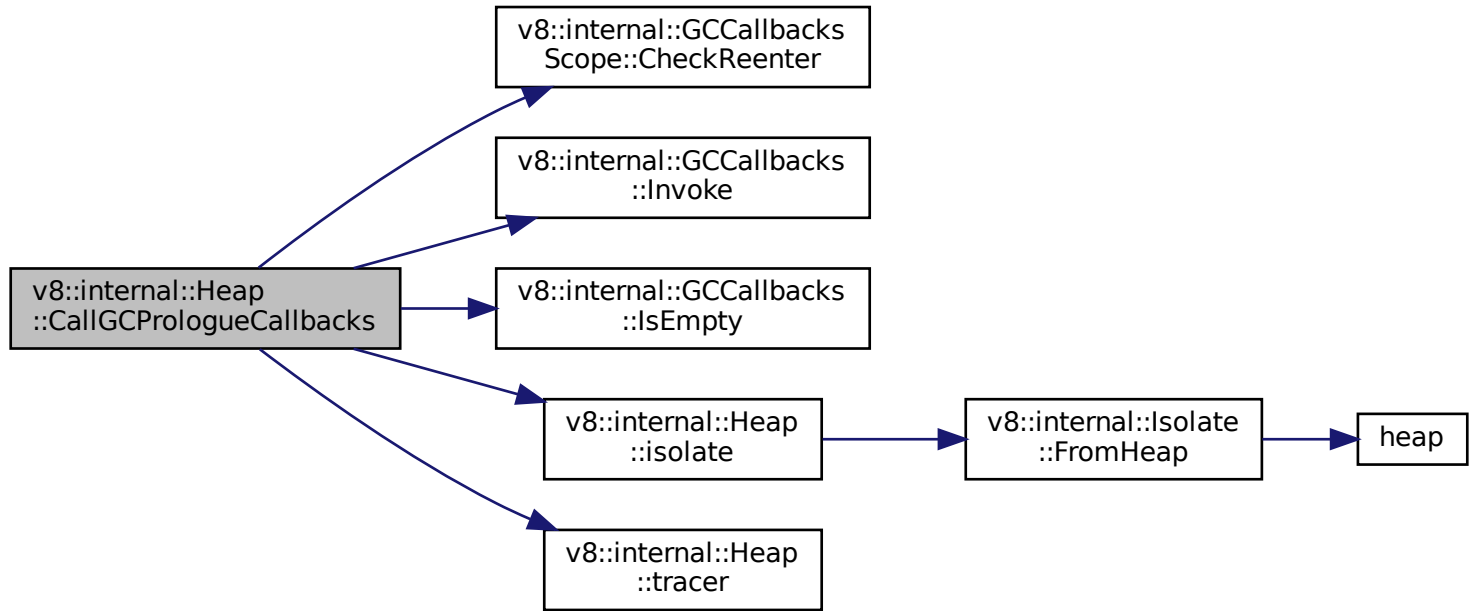 v8::internal::GCCallbacks
Scope::CheckReenter
v8::internal::GCCallbacks
::Invoke
v8::internal::Heap
::CallGCPrologueCallbacks
v8::internal::GCCallbacks
::IsEmpty
v8::internal::Heap
::isolate
v8::internal::Isolate
::FromHeap
heap
v8::internal::Heap
::tracer